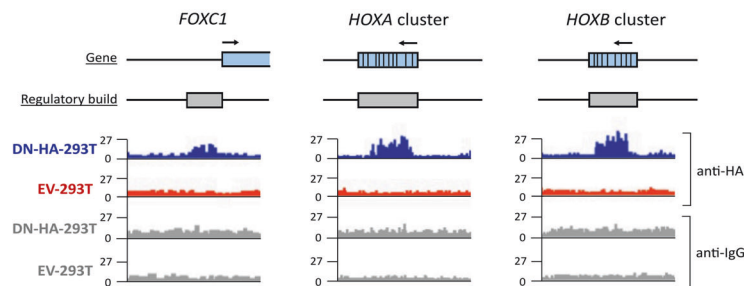 FOXC1 HOXA cluster HOXB cluster
Gene
Regulatory build
DN-HA-293T 27 0 27 0 27 0 anti-HA
EV-293T 27 0 27 0 27 0
DN-HA-293T 27 0 27 0 27 0 anti-IgG
EV-293T 27 0 27 0 27 0